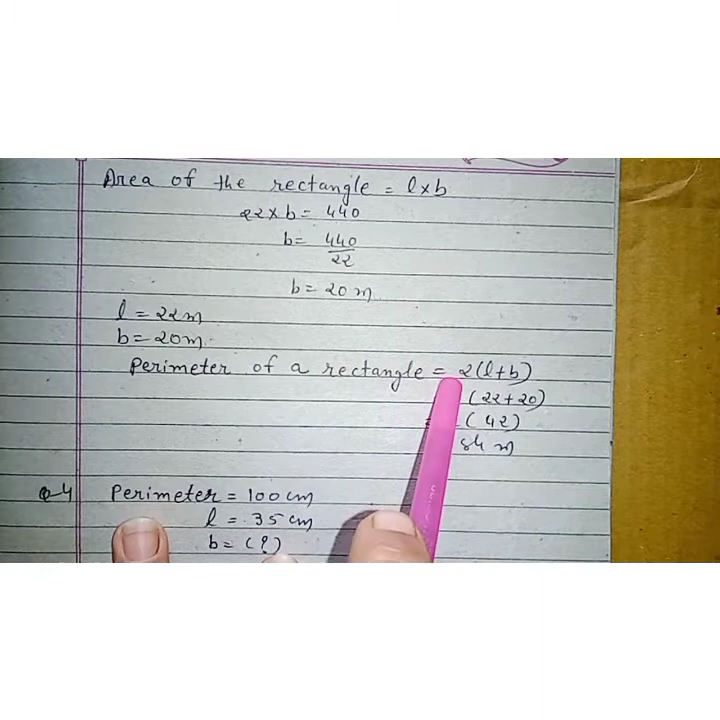 Area of the rectangle = l×b
22×b = 440
b = 440/22
b = 20 m
l = 22m
b = 20m.
Perimeter of a rectangle = 2(l+b)
(22+20)
= (42)
84 m
Q-4 Perimeter = 100 cm
l = 35 cm
b = (?)